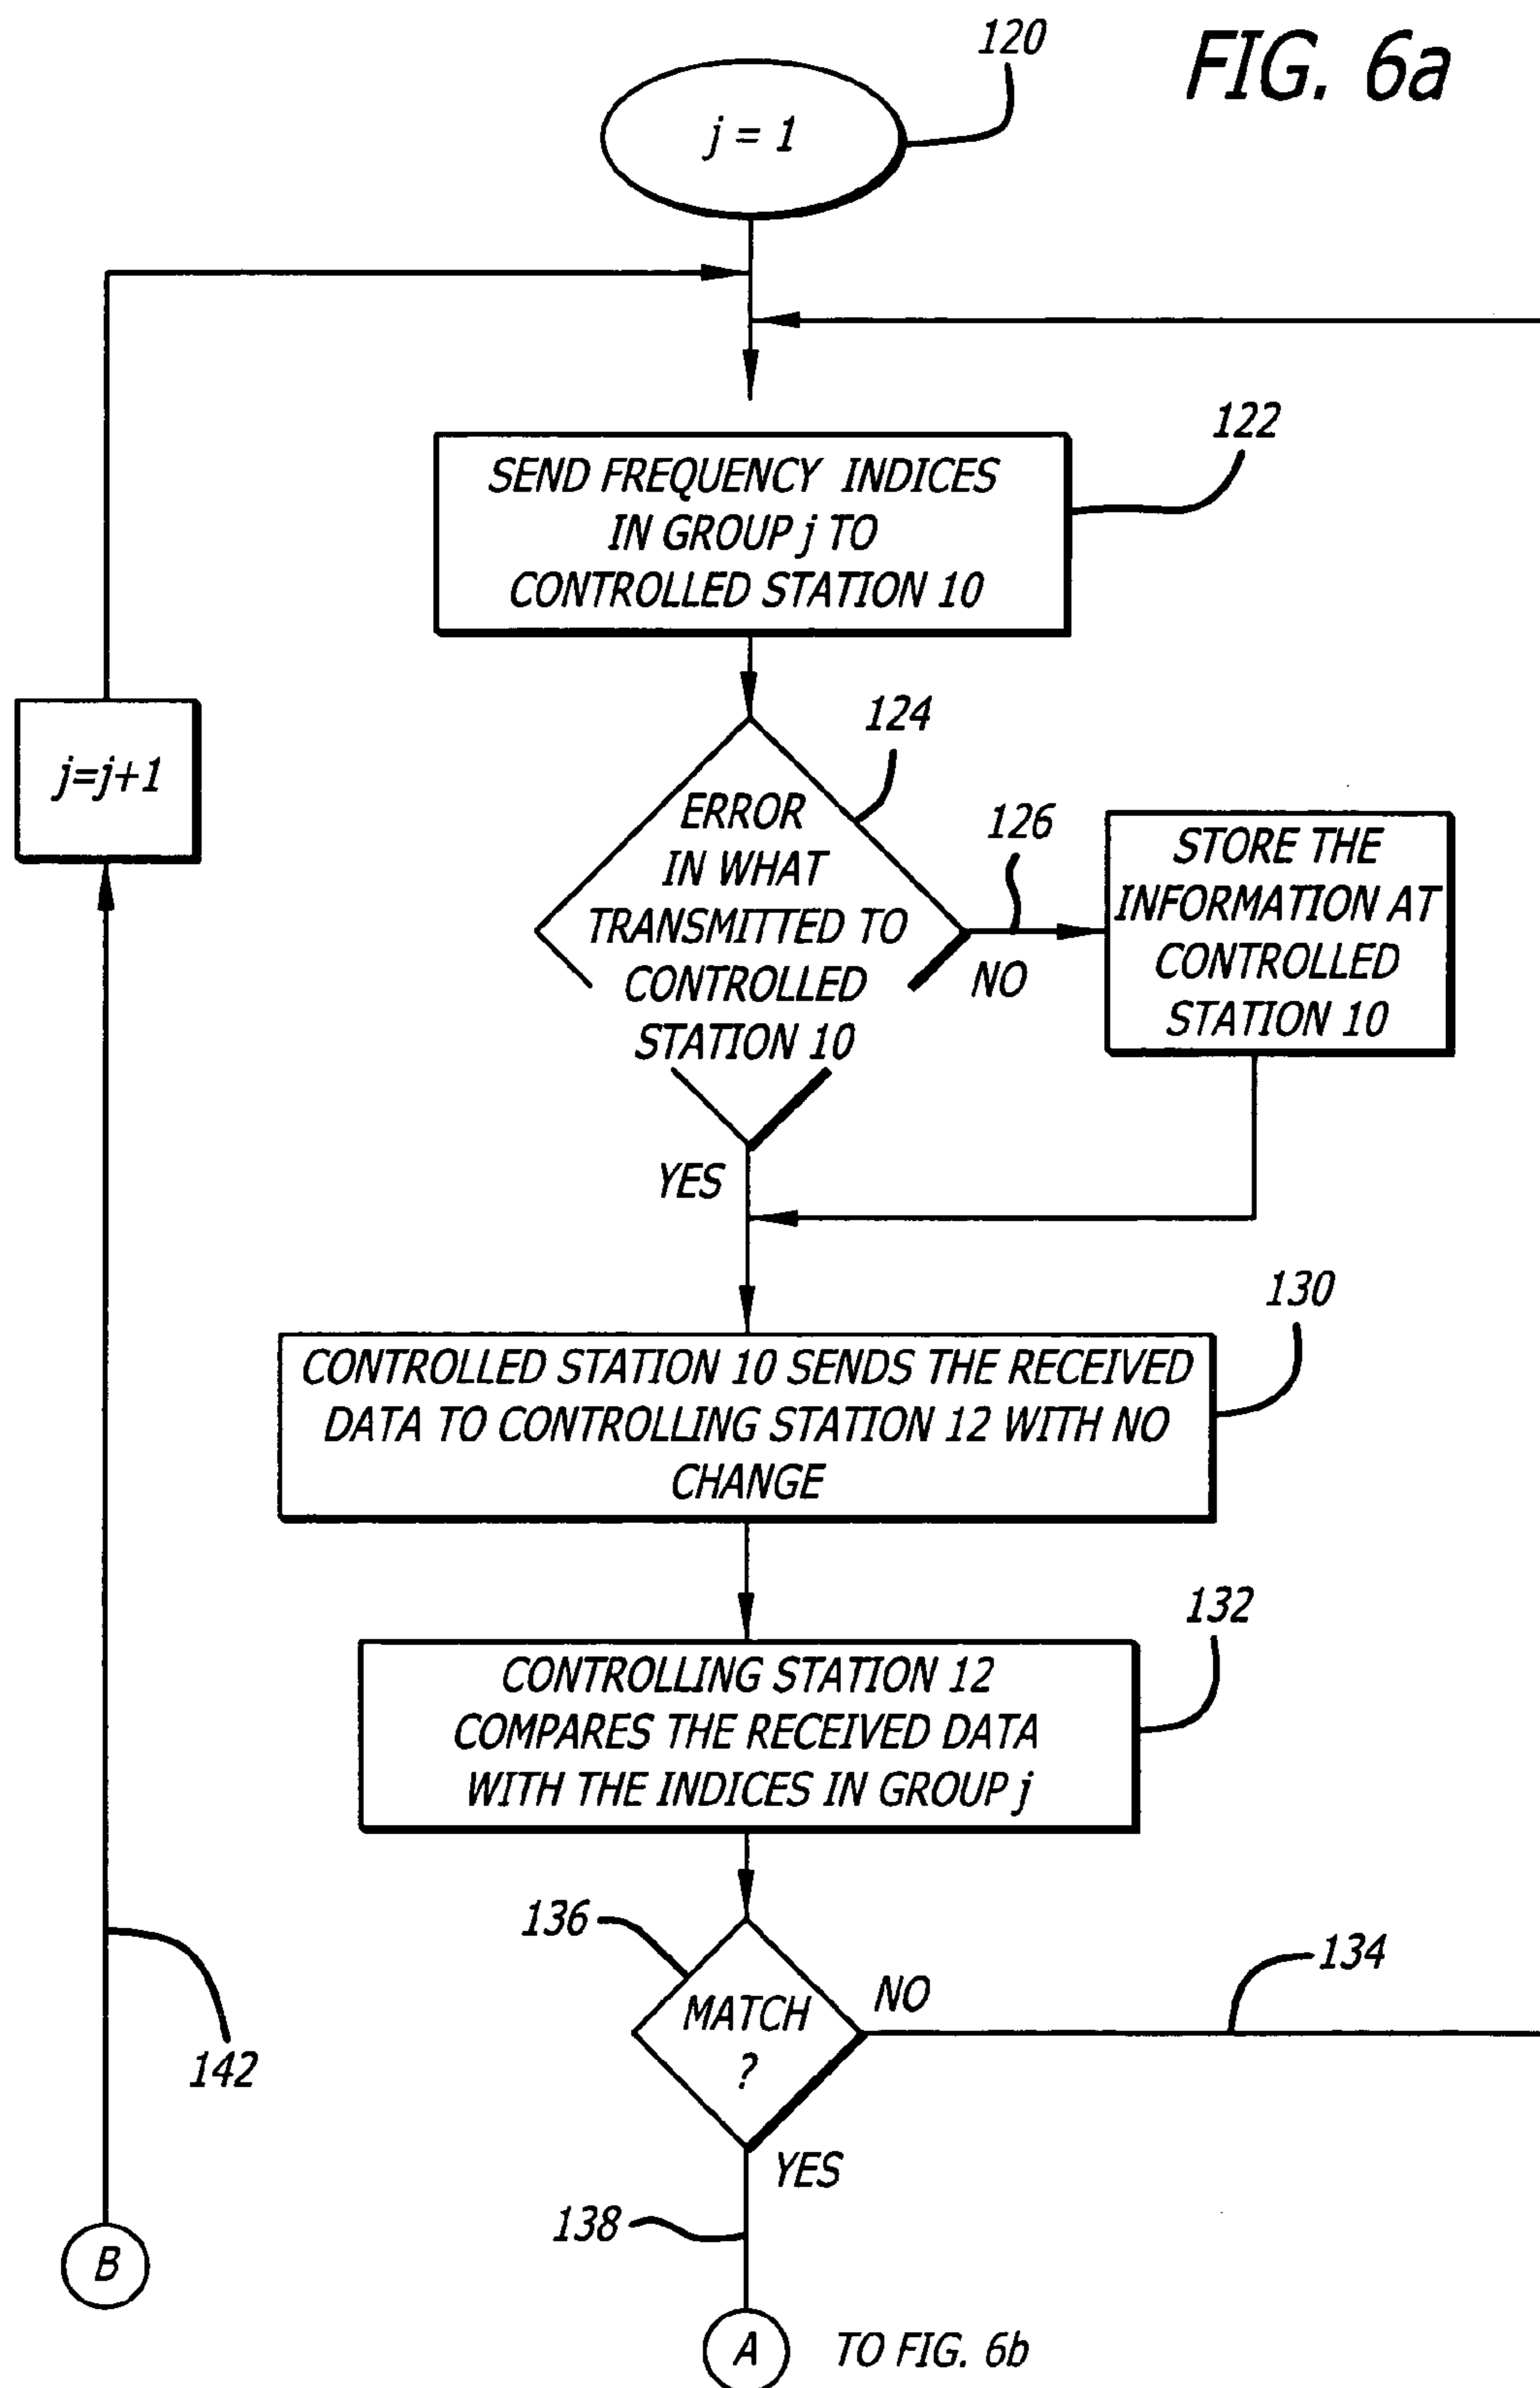 FIG. 6a
120
j = 1
122
SEND FREQUENCY INDICES
IN GROUP j TO
CONTROLLED STATION 10
j=j+1
124
ERROR
IN WHAT
TRANSMITTED TO
CONTROLLED
STATION 10
126
NO
STORE THE
INFORMATION AT
CONTROLLED
STATION 10
YES
130
CONTROLLED STATION 10 SENDS THE RECEIVED
DATA TO CONTROLLING STATION 12 WITH NO
CHANGE
132
CONTROLLING STATION 12
COMPARES THE RECEIVED DATA
WITH THE INDICES IN GROUP j
136
MATCH
?
NO
134
142
YES
138
B
A
TO FIG. 6b